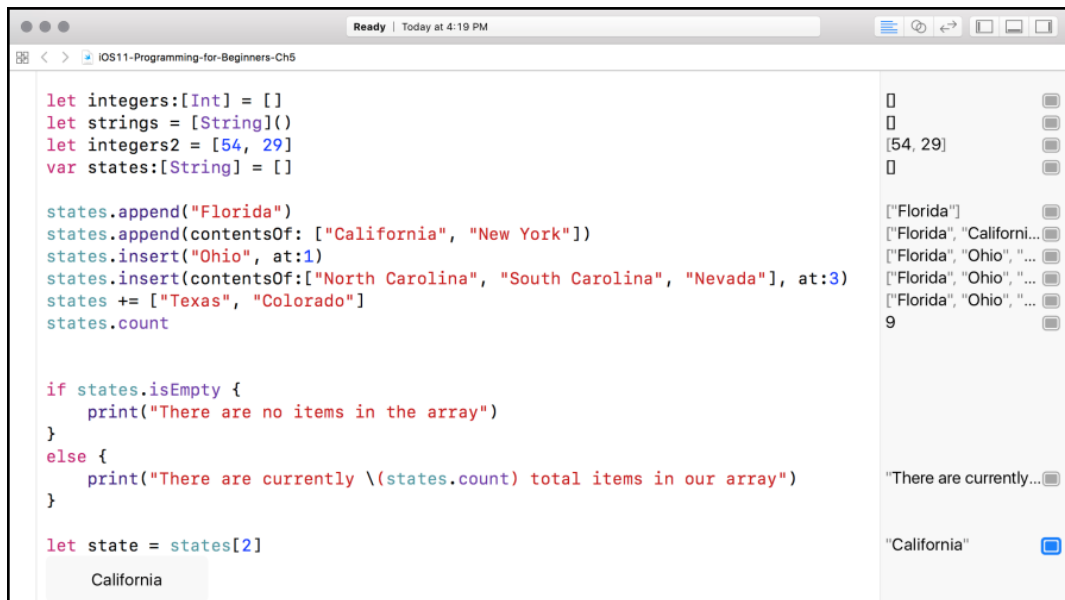 Ready | Today at 4:19 PM
iOS11-Programming-for-Beginners-Ch5
let integers:[Int] = [] []
let strings = [String]() []
let integers2 = [54, 29] [54, 29]
var states:[String] = [] []
states.append("Florida") ["Florida"]
states.append(contentsOf: ["California", "New York"]) ["Florida", "Californi...
states.insert("Ohio", at:1) ["Florida", "Ohio", "...
states.insert(contentsOf:["North Carolina", "South Carolina", "Nevada"], at:3) ["Florida", "Ohio", "...
states += ["Texas", "Colorado"] ["Florida", "Ohio", "...
states.count 9
if states.isEmpty {
    print("There are no items in the array")
}
else {
    print("There are currently \(states.count) total items in our array") "There are currently...
}
let state = states[2] "California"
California